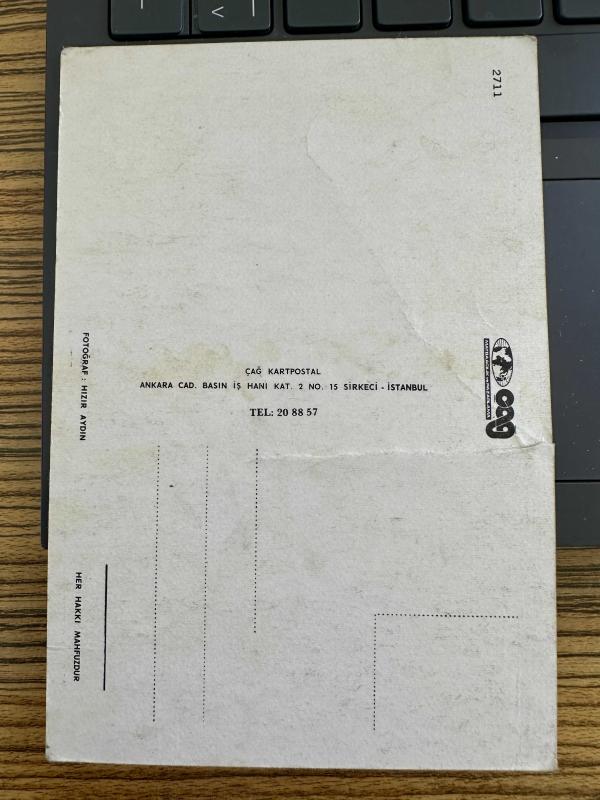 2711
ÇAĞ KARTPOSTAL
ANKARA CAD. BASIN İŞ HANI KAT. 2 NO. 15 SİRKECİ - İSTANBUL
TEL: 20 88 57
FOTOĞRAF : HIZIR AYDIN
HER HAKKI MAHFUZDUR
çağ